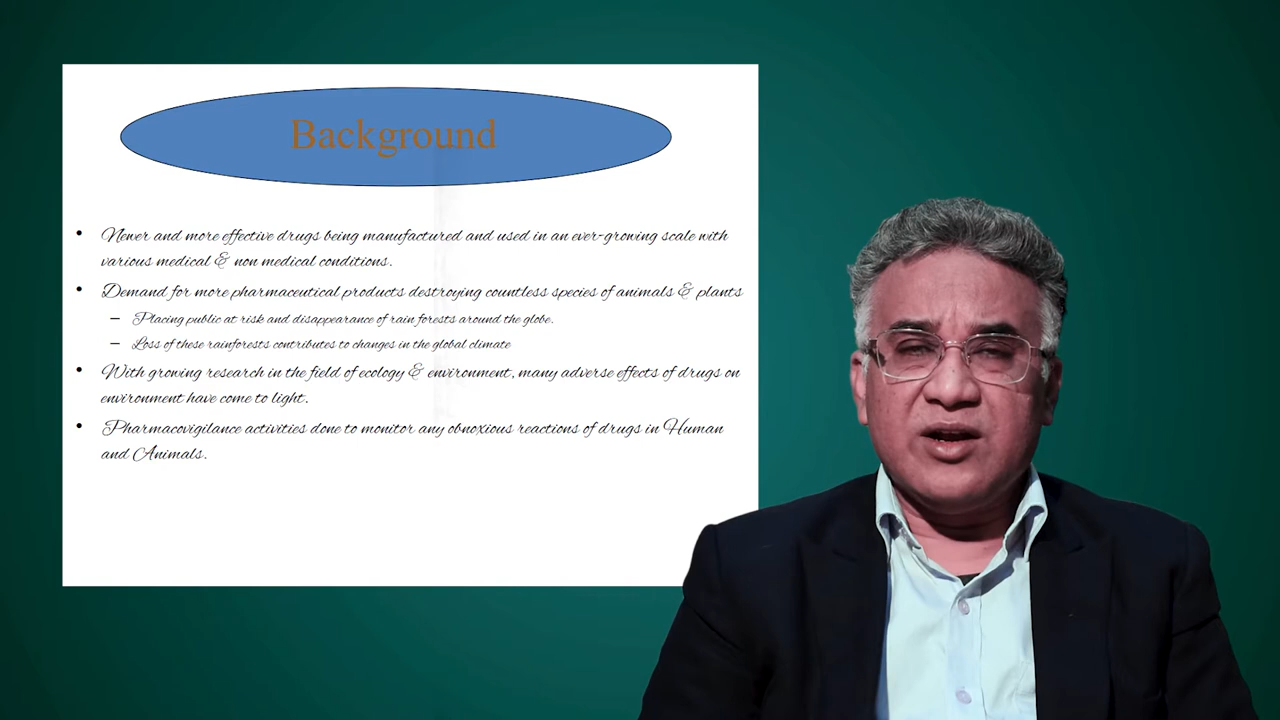 Background
• Newer and more effective drugs being manufactured and used in an ever-growing scale with
various medical & non medical conditions.
• Demand for more pharmaceutical products destroying countless species of animals & plants
– Placing public at risk and disappearance of rain forests around the globe.
– Loss of these rainforests contributes to changes in the global climate
• With growing research in the field of ecology & environment, many adverse effects of drugs on
environment have come to light.
• Pharmacovigilance activities done to monitor any obnoxious reactions of drugs in Human
and Animals.